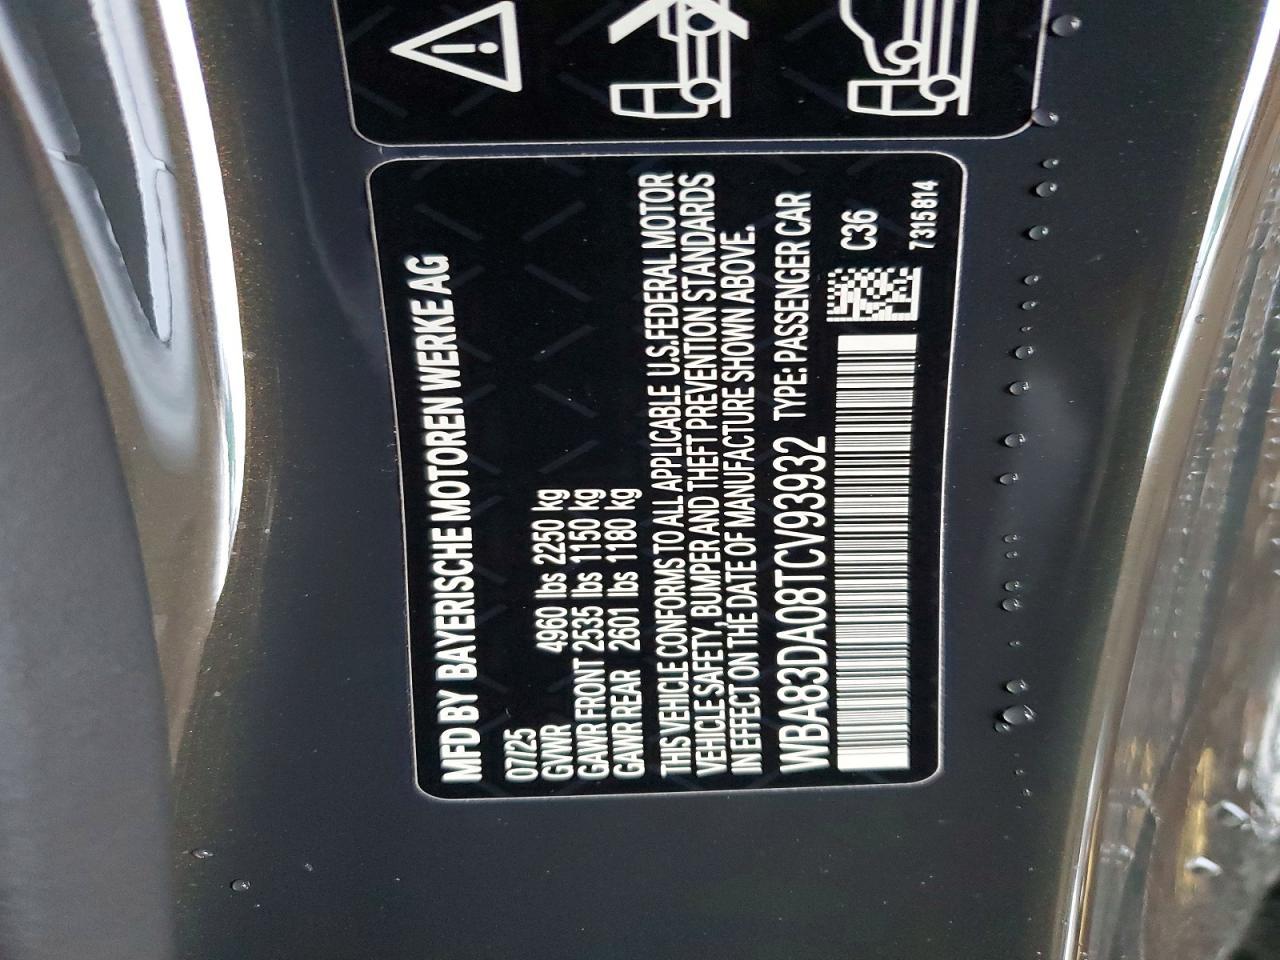 MFD BY BAYERISCHE MOTOREN WERKE AG
07/25
GVWR 4960 lbs 2250 kg
GAWR FRONT 2535 lbs 1150 kg
GAWR REAR 2601 lbs 1180 kg
THIS VEHICLE CONFORMS TO ALL APPLICABLE U.S.FEDERAL MOTOR
VEHICLE SAFETY, BUMPER AND THEFT PREVENTION STANDARDS
IN EFFECT ON THE DATE OF MANUFACTURE SHOWN ABOVE.
WBA83DA08TCV93932 TYPE: PASSENGER CAR
C36
7315814